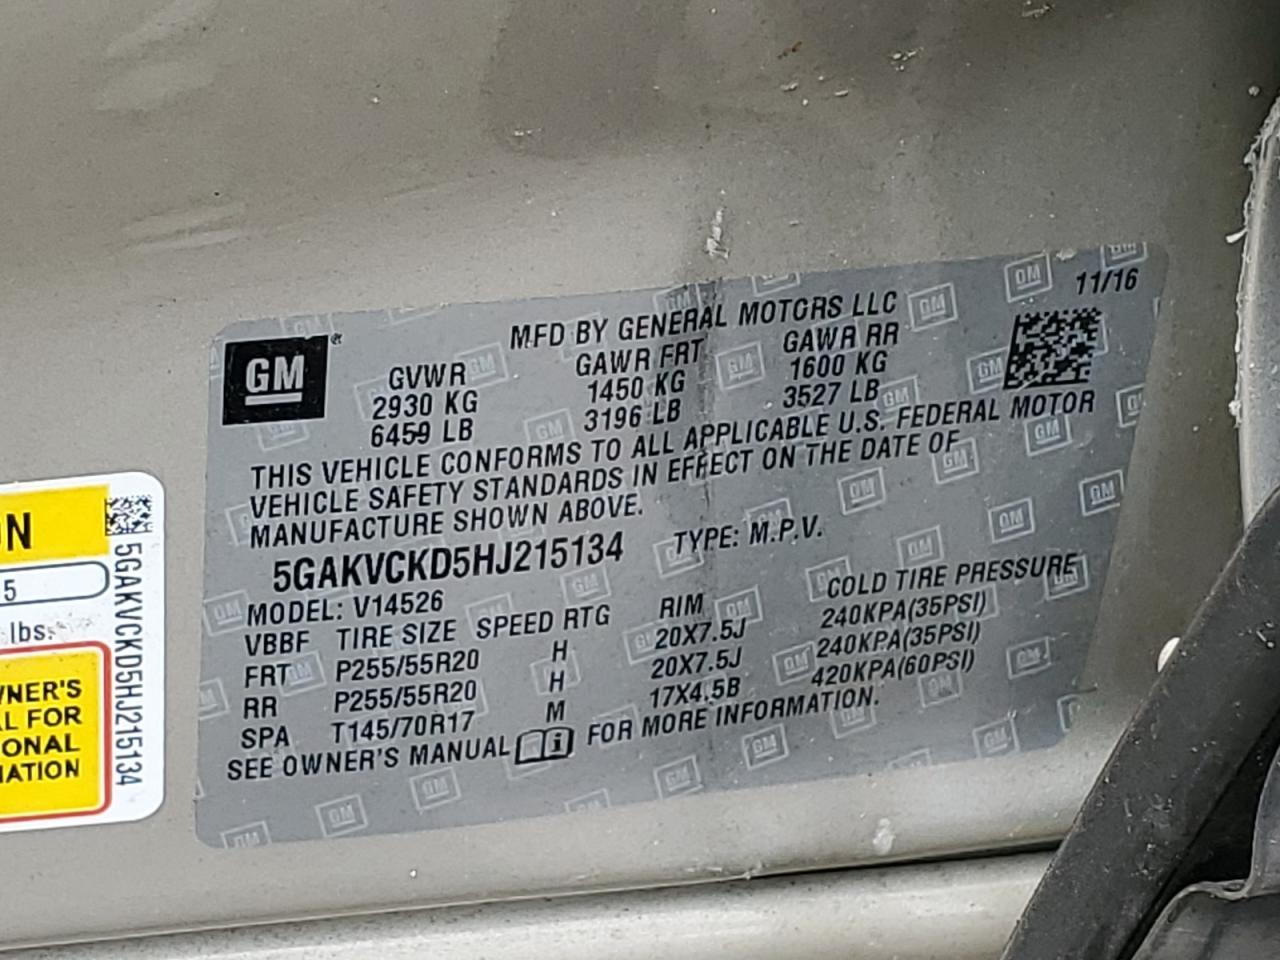 11/16
MFD BY GENERAL MOTORS LLC
GM
GVWR GAWR FRT GAWR RR
2930 KG 1450 KG 1600 KG
6459 LB 3196 LB 3527 LB
THIS VEHICLE CONFORMS TO ALL APPLICABLE U.S. FEDERAL MOTOR
VEHICLE SAFETY STANDARDS IN EFFECT ON THE DATE OF
MANUFACTURE SHOWN ABOVE.
5GAKVCKD5HJ215134 TYPE: M.P.V.
MODEL: V14526
VBBF TIRE SIZE SPEED RTG RIM COLD TIRE PRESSURE
FRT P255/55R20 H 20X7.5J 240KPA(35PSI)
RR P255/55R20 H 20X7.5J 240KPA(35PSI)
SPA T145/70R17 M 17X4.5B 420KPA(60PSI)
SEE OWNER'S MANUAL i FOR MORE INFORMATION.
ON
5
lbs.
WNER'S
AL FOR
IONAL
MATION
5GAKVCKD5HJ215134